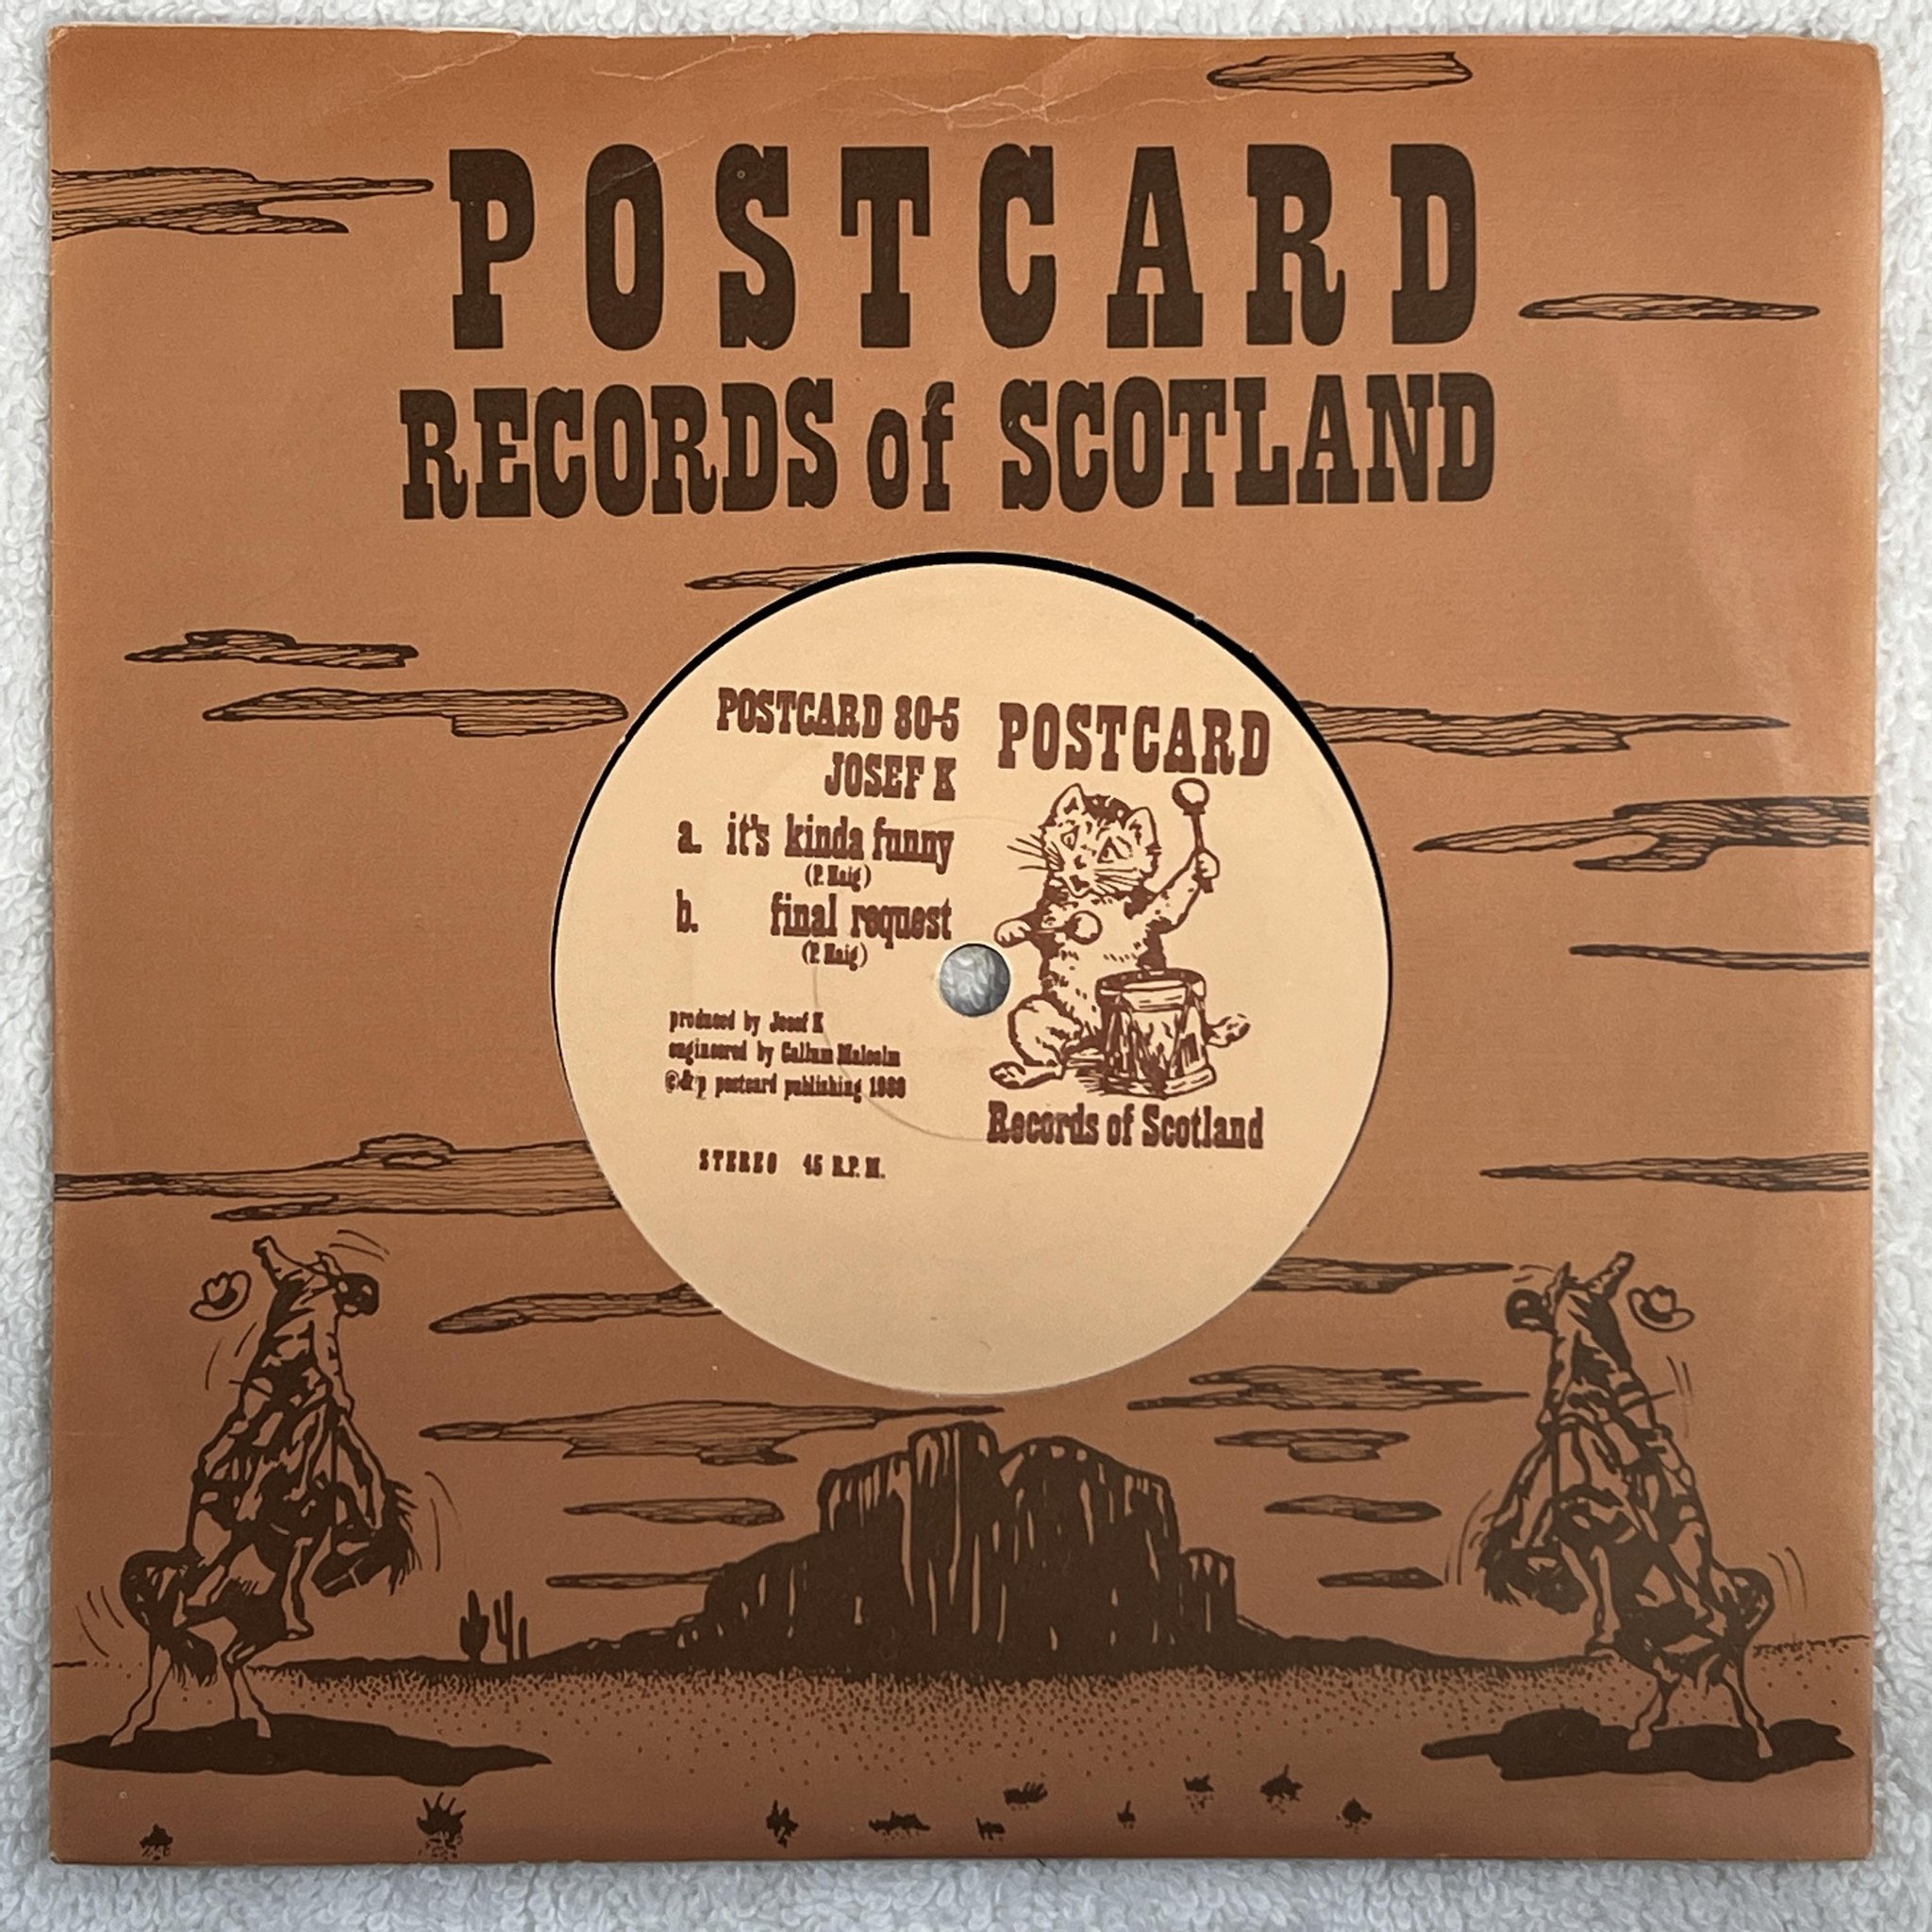 POSTCARD
RECORDS of SCOTLAND
POSTCARD 80-5
JOSEF K
a. it's kinda funny
(P. Haig)
b. final request
(P. Haig)
produced by Josef K
engineered by Callum Malcolm
©&p postcard publishing 1980
STEREO 45 R.P.M.
POSTCARD
Records of Scotland